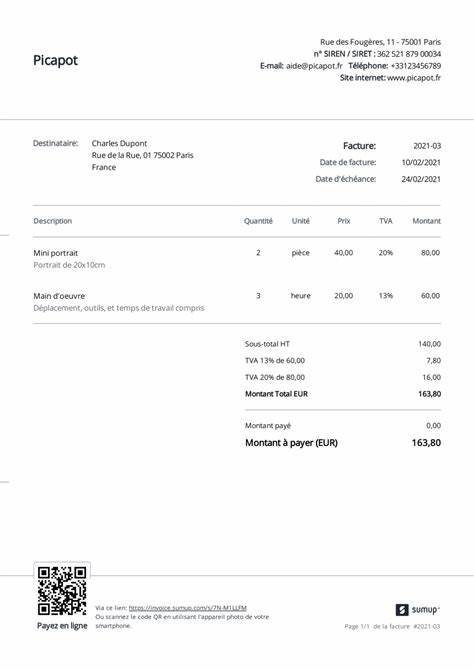 Picapot
Rue des Fougères, 11 - 75001 Paris
n° SIREN / SIRET : 362 521 879 00034
E-mail: aide@picapot.fr Téléphone: +33123456789
Site internet: www.picapot.fr
Destinataire: Charles Dupont
Rue de la Rue, 01 75002 Paris
France
Facture: 2021-03
Date de facture: 10/02/2021
Date d'échéance: 24/02/2021
Description Quantité Unité Prix TVA Montant
Mini portrait 2 pièce 40,00 20% 80,00
Portrait de 20x10cm
Main d'oeuvre 3 heure 20,00 13% 60,00
Déplacement, outils, et temps de travail compris
Sous-total HT 140,00
TVA 13% de 60,00 7,80
TVA 20% de 80,00 16,00
Montant Total EUR 163,80
Montant payé 0,00
Montant à payer (EUR) 163,80
Payez en ligne
Via ce lien: https://invoice.sumup.com/s/7N-M1LLFM
Ou scannez le code QR en utilisant l'appareil photo de votre
smartphone.
sumup
Page 1/1 de la facture #2021-03